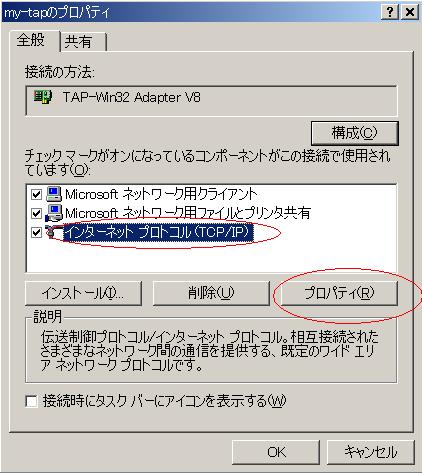 my-tapのプロパティ
全般
共有
接続の方法:
TAP-Win32 Adapter V8
構成(C)
チェック マークがオンになっているコンポーネントがこの接続で使用され
ています(O):
Microsoft ネットワーク用クライアント
Microsoft ネットワーク用ファイルとプリンタ共有
インターネット プロトコル (TCP/IP)
インストール(I)...
削除(U)
プロパティ(R)
説明
伝送制御プロトコル/インターネット プロトコル。相互接続された
さまざまなネットワーク間の通信を提供する、既定のワイド エリ
ア ネットワーク プロトコルです。
接続時にタスク バーにアイコンを表示する(W)
OK
キャンセル